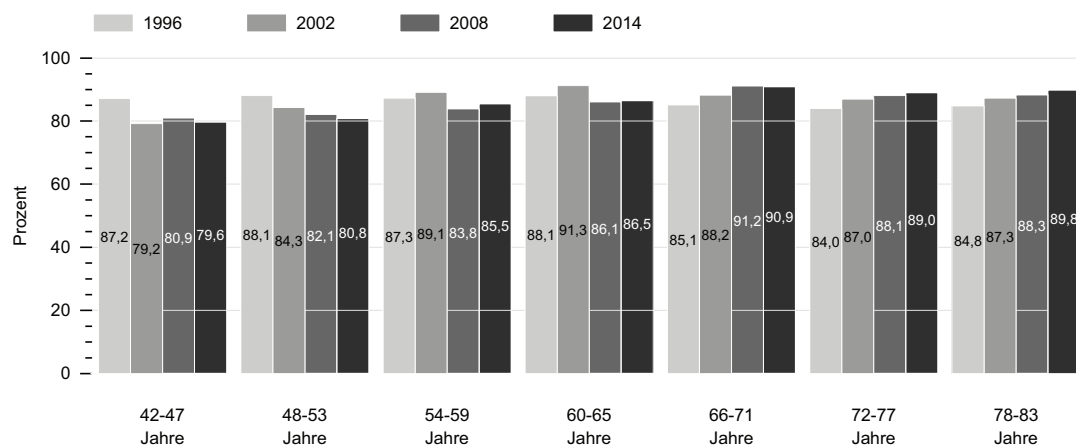 1996 2002 2008 2014
100
80
60
40
20
0
Prozent
87,2 79,2 80,9 79,6
88,1 84,3 82,1 80,8
87,3 89,1 83,8 85,5
88,1 91,3 86,1 86,5
85,1 88,2 91,2 90,9
84,0 87,0 88,1 89,0
84,8 87,3 88,3 89,8
42-47 48-53 54-59 60-65 66-71 72-77 78-83
Jahre Jahre Jahre Jahre Jahre Jahre Jahre